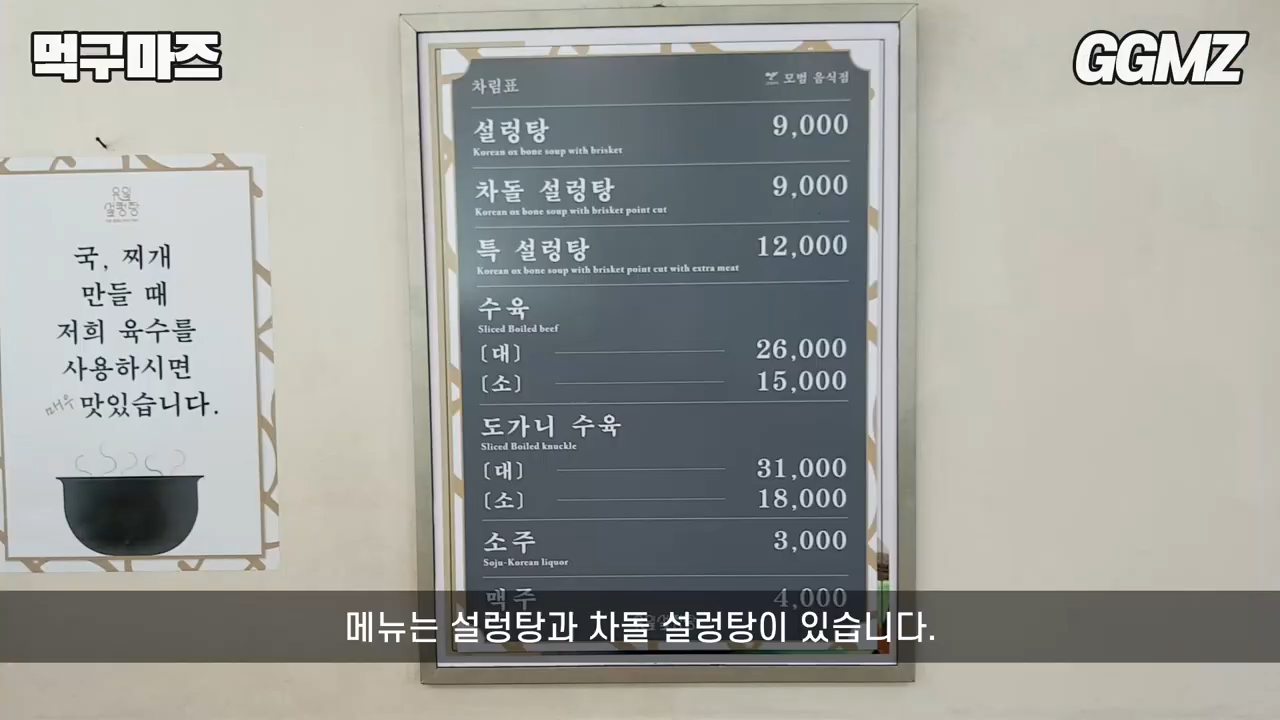 먹구마즈
GGMZ
차림표
모범 음식점
설렁탕 9,000
Korean ox bone soup with brisket
차돌 설렁탕 9,000
Korean ox bone soup with brisket point cut
특 설렁탕 12,000
Korean ox bone soup with brisket point cut with extra meat
수육
Sliced Boiled beef
(대) 26,000
(소) 15,000
도가니 수육
Sliced Boiled knuckle
(대) 31,000
(소) 18,000
소주 3,000
Soju-Korean liquor
맥주 4,000
설렁탕
국, 찌개
만들 때
저희 육수를
사용하시면
매우 맛있습니다.
메뉴는 설렁탕과 차돌 설렁탕이 있습니다.